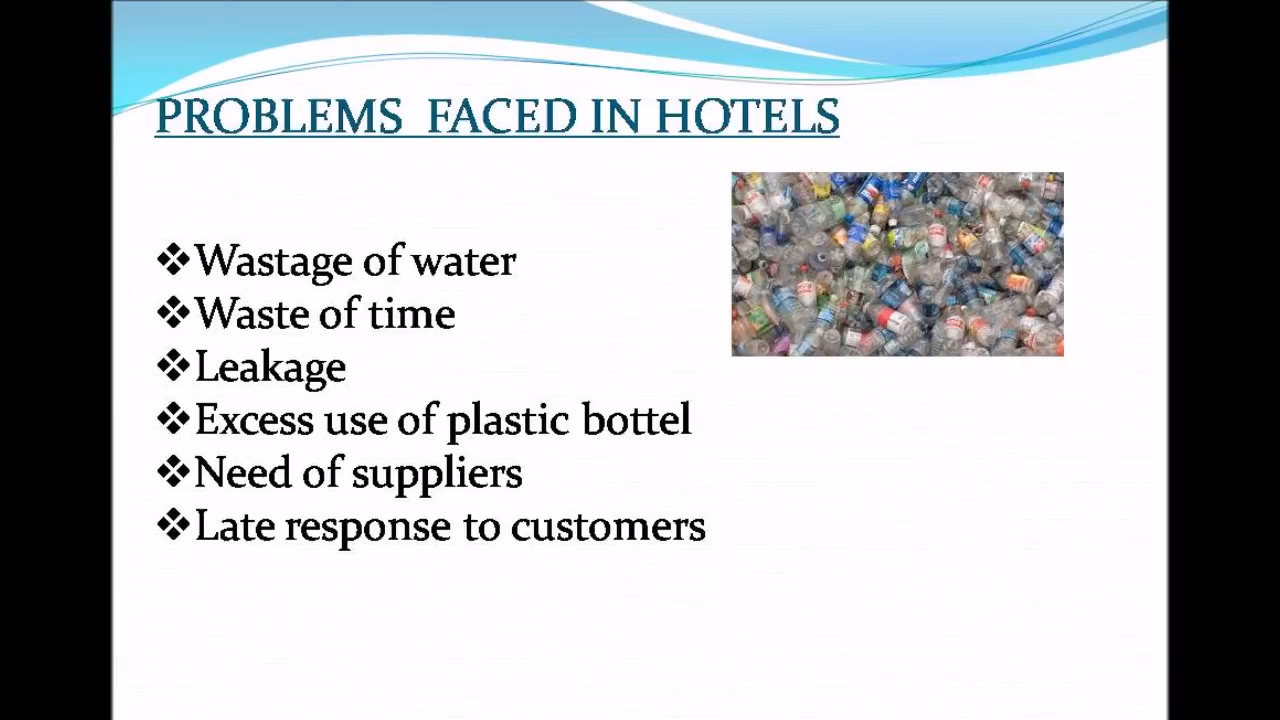 PROBLEMS FACED IN HOTELS
❖Wastage of water
❖Waste of time
❖Leakage
❖Excess use of plastic bottel
❖Need of suppliers
❖Late response to customers